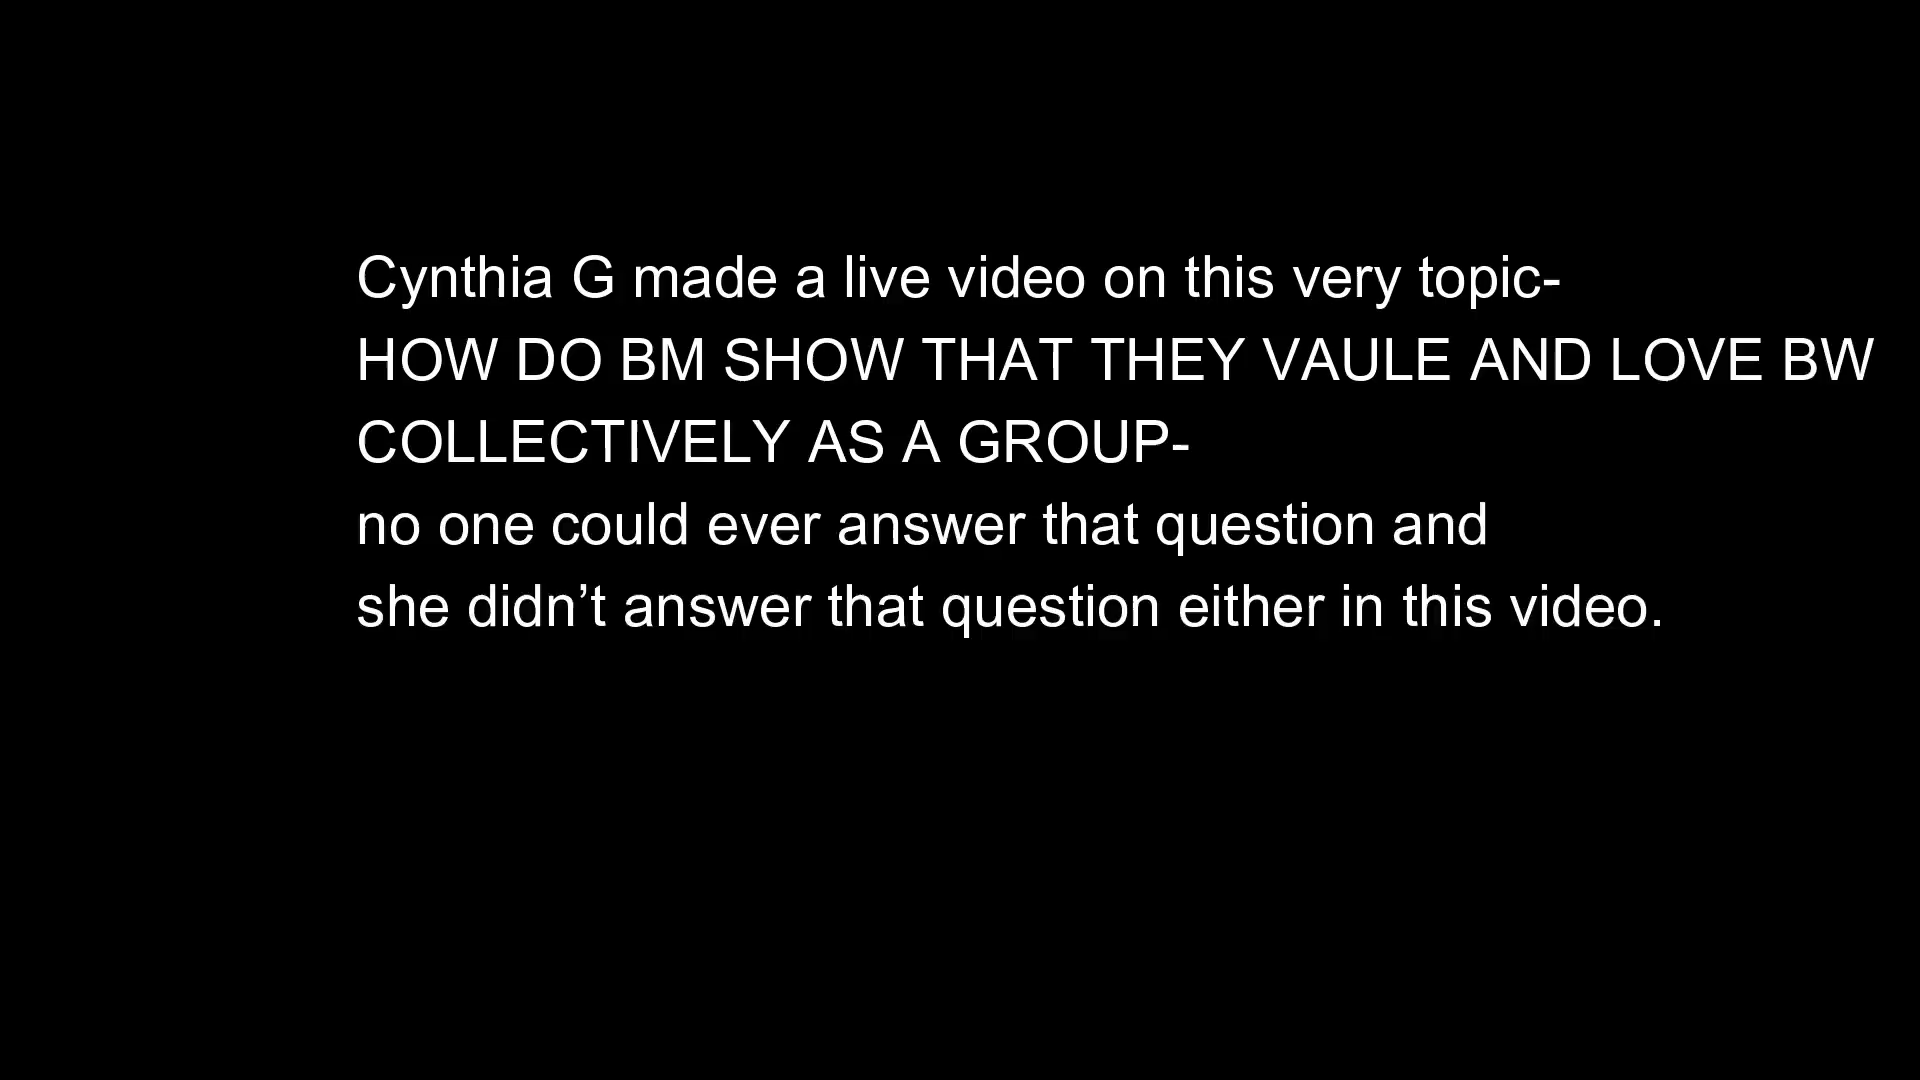 Cynthia G made a live video on this very topic-
HOW DO BM SHOW THAT THEY VAULE AND LOVE BW
COLLECTIVELY AS A GROUP-
no one could ever answer that question and
she didn’t answer that question either in this video.